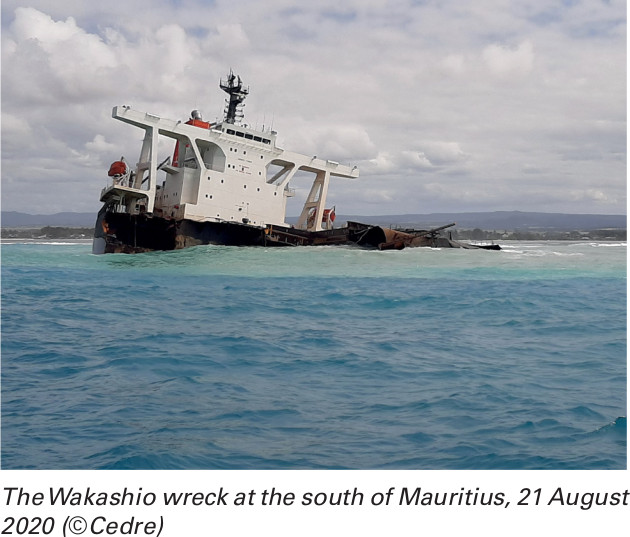 The Wakashio wreck at the south of Mauritius, 21 August
2020 (©Cedre)